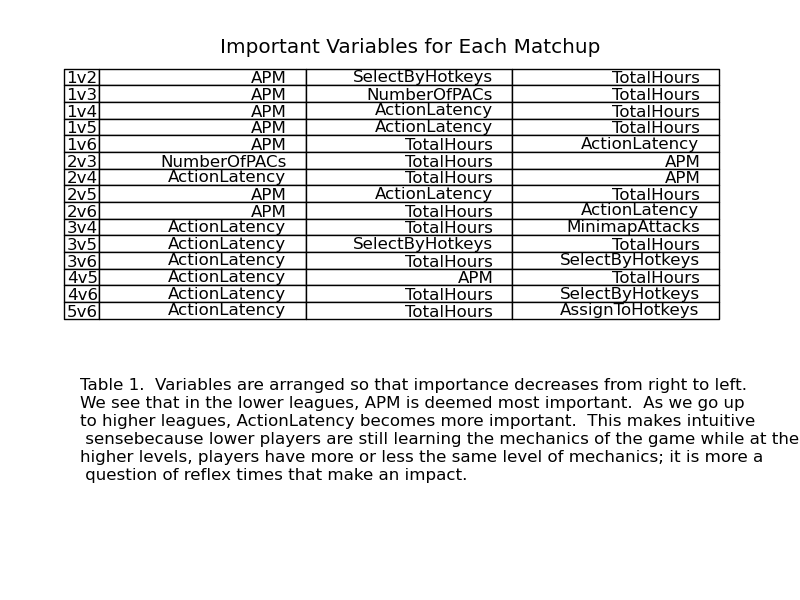 Important Variables for Each Matchup
1v2 APM SelectByHotkeys TotalHours
1v3 APM NumberOfPACs TotalHours
1v4 APM ActionLatency TotalHours
1v5 APM ActionLatency TotalHours
1v6 APM TotalHours ActionLatency
2v3 NumberOfPACs TotalHours APM
2v4 ActionLatency TotalHours APM
2v5 APM ActionLatency TotalHours
2v6 APM TotalHours ActionLatency
3v4 ActionLatency TotalHours MinimapAttacks
3v5 ActionLatency SelectByHotkeys TotalHours
3v6 ActionLatency TotalHours SelectByHotkeys
4v5 ActionLatency APM TotalHours
4v6 ActionLatency TotalHours SelectByHotkeys
5v6 ActionLatency TotalHours AssignToHotkeys
Table 1.  Variables are arranged so that importance decreases from right to left.
We see that in the lower leagues, APM is deemed most important.  As we go up
to higher leagues, ActionLatency becomes more important.  This makes intuitive
sensebecause lower players are still learning the mechanics of the game while at the
higher levels, players have more or less the same level of mechanics; it is more a
question of reflex times that make an impact.